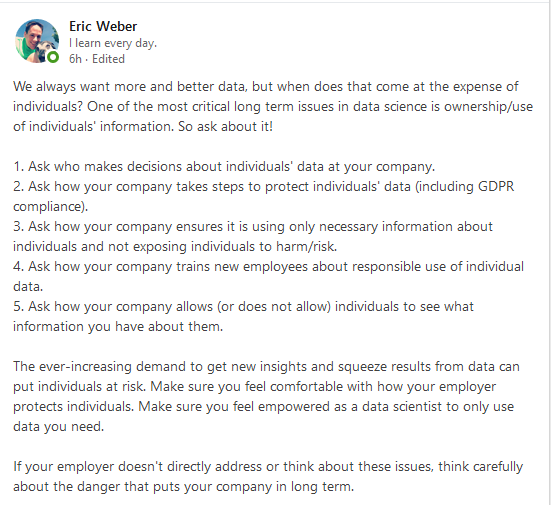 Eric Weber
I learn every day.
6h · Edited
We always want more and better data, but when does that come at the expense of
individuals? One of the most critical long term issues in data science is ownership/use
of individuals' information. So ask about it!
1. Ask who makes decisions about individuals' data at your company.
2. Ask how your company takes steps to protect individuals' data (including GDPR
compliance).
3. Ask how your company ensures it is using only necessary information about
individuals and not exposing individuals to harm/risk.
4. Ask how your company trains new employees about responsible use of individual
data.
5. Ask how your company allows (or does not allow) individuals to see what
information you have about them.
The ever-increasing demand to get new insights and squeeze results from data can
put individuals at risk. Make sure you feel comfortable with how your employer
protects individuals. Make sure you feel empowered as a data scientist to only use
data you need.
If your employer doesn't directly address or think about these issues, think carefully
about the danger that puts your company in long term.